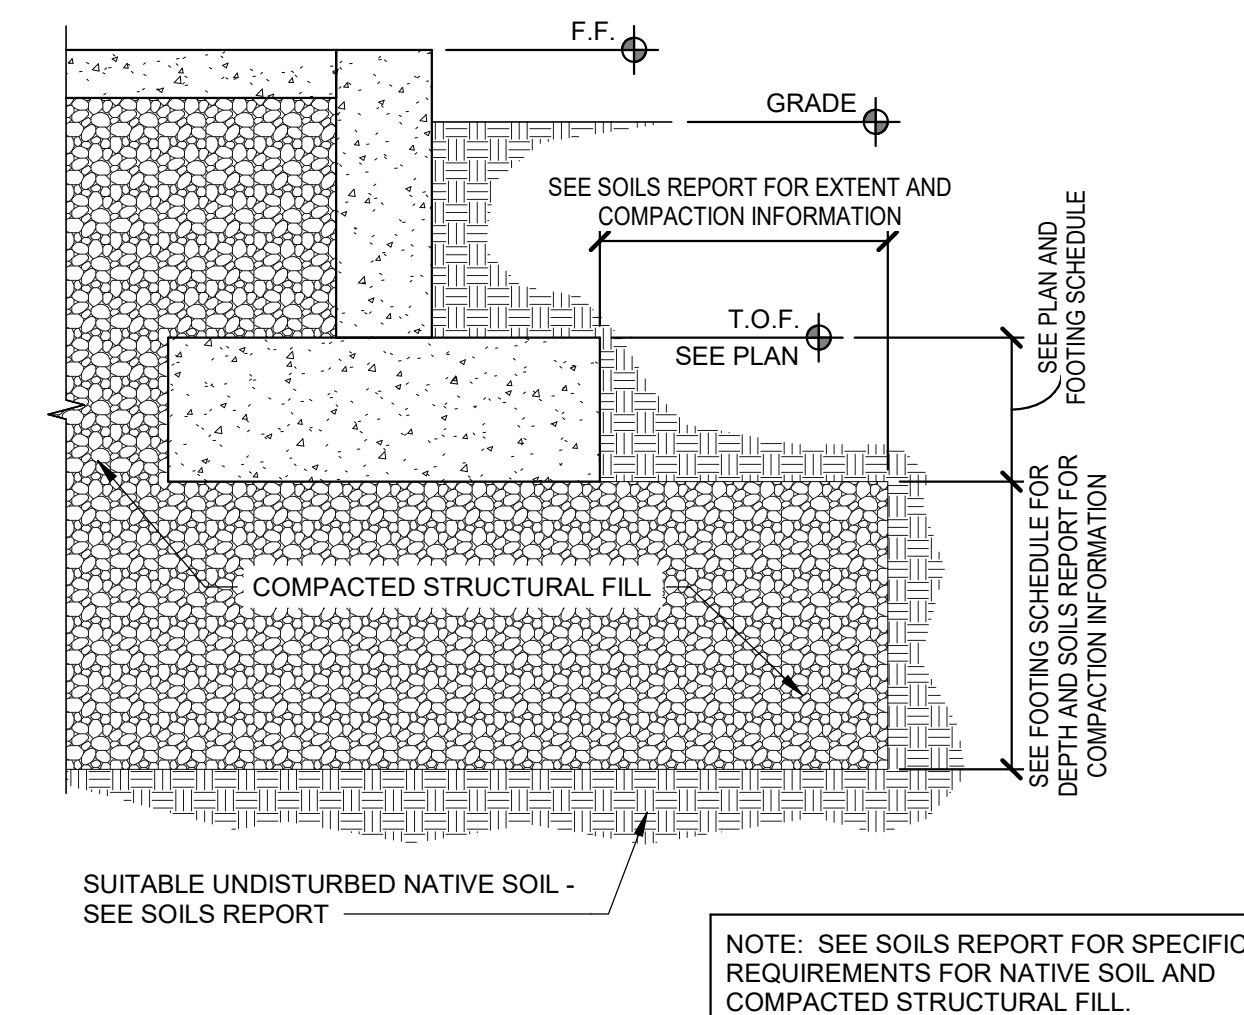 F.F.
GRADE
SEE SOILS REPORT FOR EXTENT AND
COMPACTION INFORMATION
T.O.F.
SEE PLAN
SEE PLAN AND
FOOTING SCHEDULE
SEE FOOTING SCHEDULE FOR
DEPTH AND SOILS REPORT FOR
COMPACTION INFORMATION
COMPACTED STRUCTURAL FILL
SUITABLE UNDISTURBED NATIVE SOIL -
SEE SOILS REPORT
NOTE: SEE SOILS REPORT FOR SPECIFIC
REQUIREMENTS FOR NATIVE SOIL AND
COMPACTED STRUCTURAL FILL.